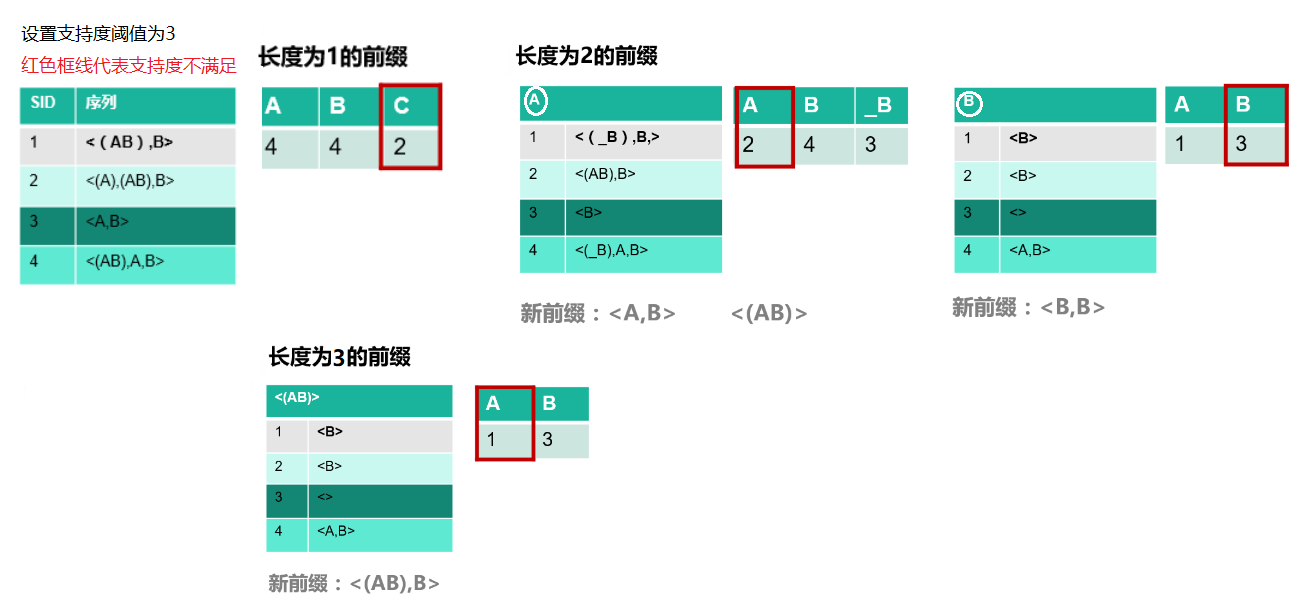 设置支持度阈值为3
红色框线代表支持度不满足
SID 序列
1 <（AB）,B>
2 <(A),(AB),B>
3 <A,B>
4 <(AB),A,B>
长度为1的前缀
A B C
4 4 2
长度为2的前缀
A
1 <（_B）,B,>
2 <(AB),B>
3 <B>
4 <(_B),A,B>
A B _B
2 4 3
新前缀：<A,B> <(AB)>
B
1 <B>
2 <B>
3 <>
4 <A,B>
A B
1 3
新前缀：<B,B>
长度为3的前缀
<(AB)>
1 <B>
2 <B>
3 <>
4 <A,B>
A B
1 3
新前缀：<(AB),B>